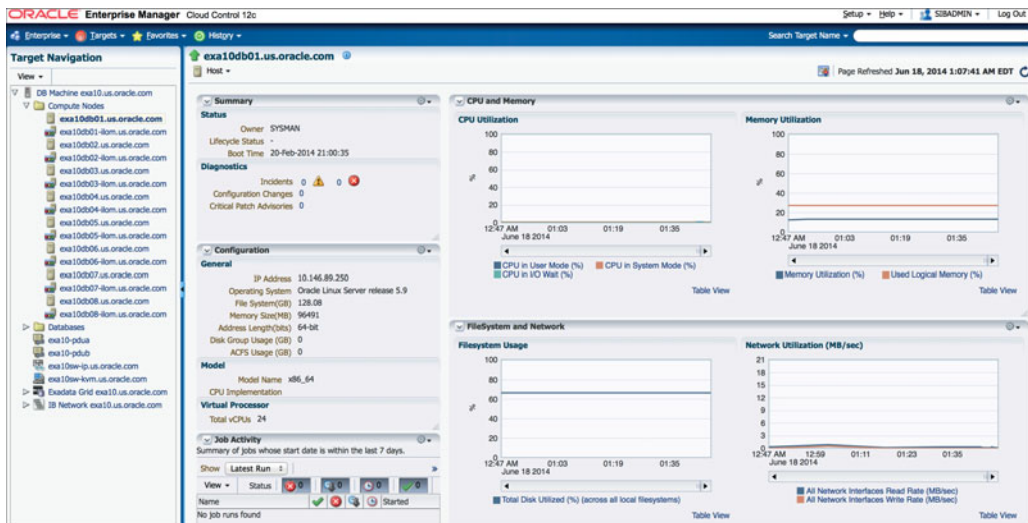 ORACLE Enterprise Manager Cloud Control 12c
Setup Help SIBADMIN Log Out
Enterprise Targets Favorites History Search Target Name
Target Navigation
View
DB Machine exa10.us.oracle.com
Compute Nodes
exa10db01.us.oracle.com
exa10db01-ilom.us.oracle.com
exa10db02.us.oracle.com
exa10db02-ilom.us.oracle.com
exa10db03.us.oracle.com
exa10db03-ilom.us.oracle.com
exa10db04.us.oracle.com
exa10db04-ilom.us.oracle.com
exa10db05.us.oracle.com
exa10db05-ilom.us.oracle.com
exa10db06.us.oracle.com
exa10db06-ilom.us.oracle.com
exa10db07.us.oracle.com
exa10db07-ilom.us.oracle.com
exa10db08.us.oracle.com
exa10db08-ilom.us.oracle.com
Databases
exa10-pdua
exa10-pdub
exa10sw-ip.us.oracle.com
exa10sw-kvm.us.oracle.com
Exadata Grid exa10.us.oracle.com
IB Network exa10.us.oracle.com
exa10db01.us.oracle.com
Host
Page Refreshed Jun 18, 2014 1:07:41 AM EDT
Summary
Status
Owner SYSMAN
Lifecycle Status -
Boot Time 20-Feb-2014 21:00:35
Diagnostics
Incidents 0 0
Configuration Changes 0
Critical Patch Advisories 0
Configuration
General
IP Address 10.146.89.250
Operating System Oracle Linux Server release 5.9
File System(GB) 128.08
Memory Size(MB) 96491
Address Length(bits) 64-bit
Disk Group Usage (GB) 0
ACFS Usage (GB) 0
Model
Model Name x86_64
CPU Implementation
Virtual Processor
Total vCPUs 24
Job Activity
Summary of jobs whose start date is within the last 7 days.
Show Latest Run
View Status 0 0 0 0
Name Started
No job runs found
CPU and Memory
CPU Utilization
100
80
60
40
20
0
%
12:47 AM 01:03 01:19 01:35
June 18 2014
CPU in User Mode (%) CPU in System Mode (%)
CPU in I/O Wait (%)
Table View
Memory Utilization
100
80
60
40
20
0
%
12:47 AM 01:03 01:19 01:35
June 18 2014
Memory Utilization (%) Used Logical Memory (%)
Table View
FileSystem and Network
Filesystem Usage
100
80
60
40
20
0
%
12:47 AM 01:03 01:19 01:35
June 18 2014
Total Disk Utilized (%) (across all local filesystems)
Table View
Network Utilization (MB/sec)
21
18
15
12
9
6
3
0
12:47 AM 12:59 01:11 01:23 01:35
June 18 2014
All Network Interfaces Read Rate (MB/sec)
All Network Interfaces Write Rate (MB/sec)
Table View